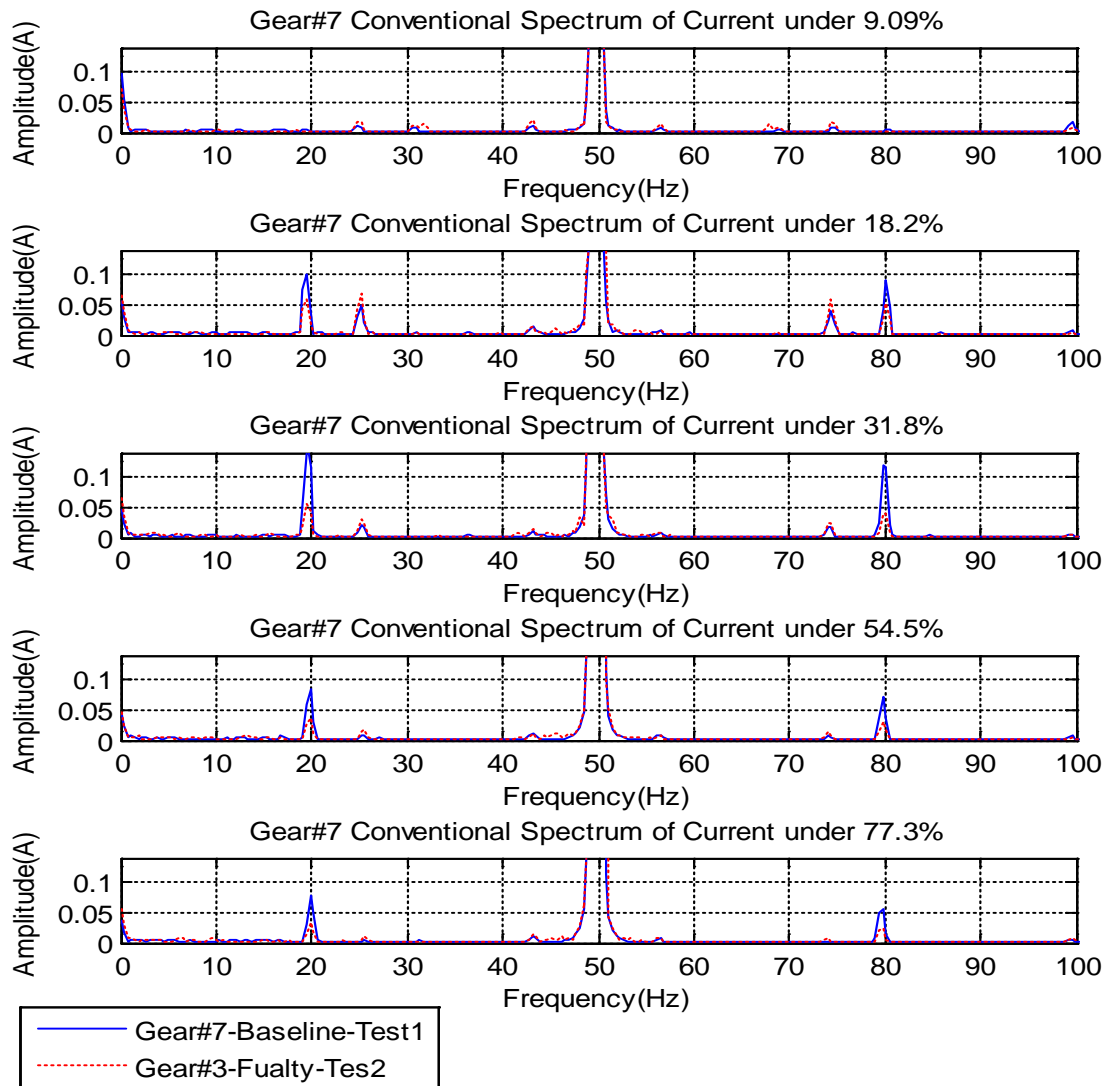 Gear#7 Conventional Spectrum of Current under 9.09%
Amplitude(A)
0.1
0.05
0
0 10 20 30 40 50 60 70 80 90 100
Frequency(Hz)
Gear#7 Conventional Spectrum of Current under 18.2%
Amplitude(A)
0.1
0.05
0
0 10 20 30 40 50 60 70 80 90 100
Frequency(Hz)
Gear#7 Conventional Spectrum of Current under 31.8%
Amplitude(A)
0.1
0.05
0
0 10 20 30 40 50 60 70 80 90 100
Frequency(Hz)
Gear#7 Conventional Spectrum of Current under 54.5%
Amplitude(A)
0.1
0.05
0
0 10 20 30 40 50 60 70 80 90 100
Frequency(Hz)
Gear#7 Conventional Spectrum of Current under 77.3%
Amplitude(A)
0.1
0.05
0
0 10 20 30 40 50 60 70 80 90 100
Frequency(Hz)
Gear#7-Baseline-Test1
Gear#3-Fualty-Tes2